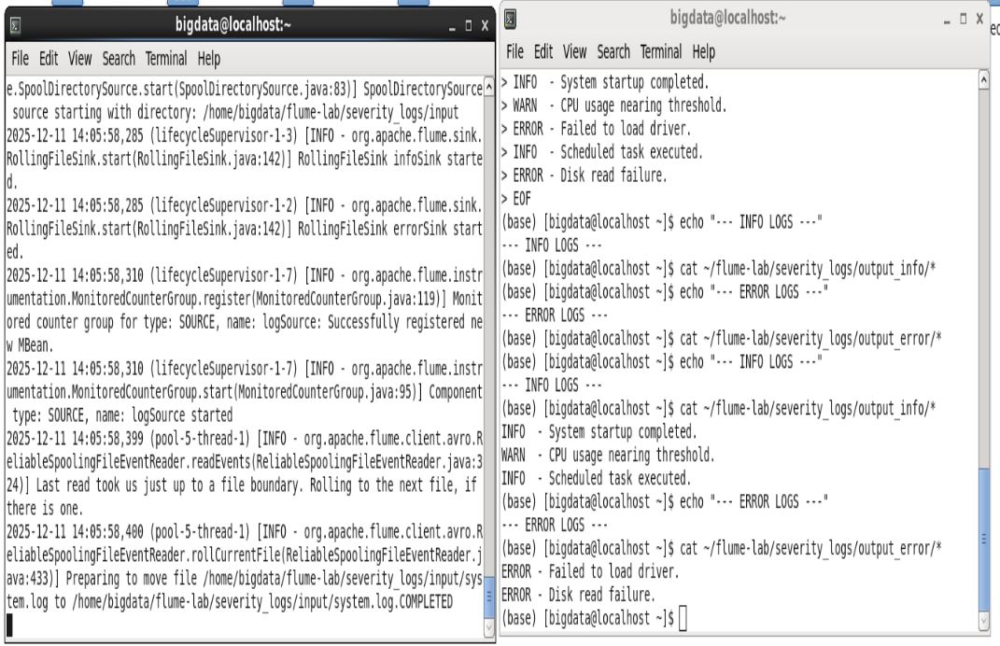 bigdata@localhost:~
File Edit View Search Terminal Help
e.SpoolDirectorySource.start(SpoolDirectorySource.java:83)] SpoolDirectorySource
source starting with directory: /home/bigdata/flume-lab/severity_logs/input
2025-12-11 14:05:58,285 (lifecycleSupervisor-1-3) [INFO - org.apache.flume.sink.
RollingFileSink.start(RollingFileSink.java:142)] RollingFileSink infoSink starte
d.
2025-12-11 14:05:58,285 (lifecycleSupervisor-1-2) [INFO - org.apache.flume.sink.
RollingFileSink.start(RollingFileSink.java:142)] RollingFileSink errorSink start
ed.
2025-12-11 14:05:58,310 (lifecycleSupervisor-1-7) [INFO - org.apache.flume.instr
umentation.MonitoredCounterGroup.register(MonitoredCounterGroup.java:119)] Monit
ored counter group for type: SOURCE, name: logSource: Successfully registered ne
w MBean.
2025-12-11 14:05:58,310 (lifecycleSupervisor-1-7) [INFO - org.apache.flume.instr
umentation.MonitoredCounterGroup.start(MonitoredCounterGroup.java:95)] Component
type: SOURCE, name: logSource started
2025-12-11 14:05:58,399 (pool-5-thread-1) [INFO - org.apache.flume.client.avro.R
eliableSpoolingFileEventReader.readEvents(ReliableSpoolingFileEventReader.java:3
24)] Last read took us just up to a file boundary. Rolling to the next file, if
there is one.
2025-12-11 14:05:58,400 (pool-5-thread-1) [INFO - org.apache.flume.client.avro.R
eliableSpoolingFileEventReader.rollCurrentFile(ReliableSpoolingFileEventReader.j
ava:433)] Preparing to move file /home/bigdata/flume-lab/severity_logs/input/sys
tem.log to /home/bigdata/flume-lab/severity_logs/input/system.log.COMPLETED
bigdata@localhost:~
File Edit View Search Terminal Help
> INFO  - System startup completed.
> WARN  - CPU usage nearing threshold.
> ERROR - Failed to load driver.
> INFO  - Scheduled task executed.
> ERROR - Disk read failure.
> EOF
(base) [bigdata@localhost ~]$ echo "--- INFO LOGS ---"
--- INFO LOGS ---
(base) [bigdata@localhost ~]$ cat ~/flume-lab/severity_logs/output_info/*
(base) [bigdata@localhost ~]$ echo "--- ERROR LOGS ---"
--- ERROR LOGS ---
(base) [bigdata@localhost ~]$ cat ~/flume-lab/severity_logs/output_error/*
(base) [bigdata@localhost ~]$ echo "--- INFO LOGS ---"
--- INFO LOGS ---
(base) [bigdata@localhost ~]$ cat ~/flume-lab/severity_logs/output_info/*
INFO  - System startup completed.
WARN  - CPU usage nearing threshold.
INFO  - Scheduled task executed.
(base) [bigdata@localhost ~]$ echo "--- ERROR LOGS ---"
--- ERROR LOGS ---
(base) [bigdata@localhost ~]$ cat ~/flume-lab/severity_logs/output_error/*
ERROR - Failed to load driver.
ERROR - Disk read failure.
(base) [bigdata@localhost ~]$